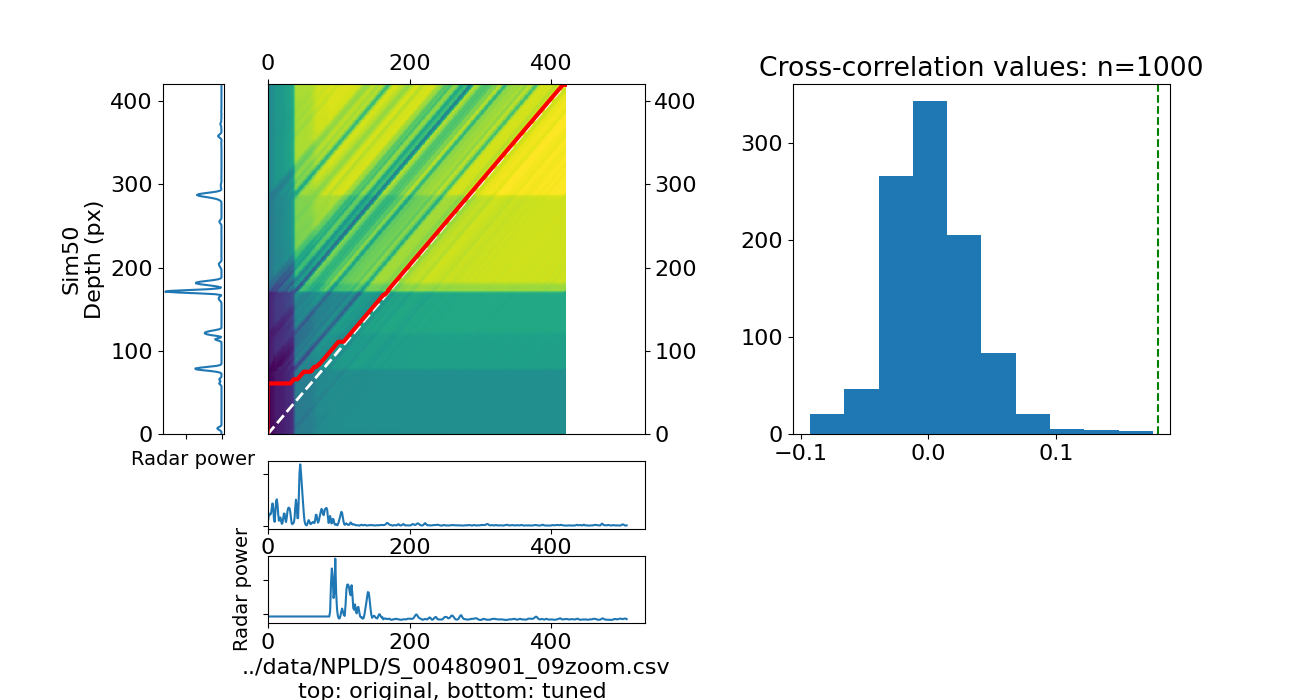 Cross-correlation values: n=1000
0 200 400
400
300
200
100
0
Sim50
Depth (px)
400
300
200
100
0
300
200
100
0
−0.1 0.0 0.1
Radar power
0 200 400
Radar power
0 200 400
../data/NPLD/S_00480901_09zoom.csv
top: original, bottom: tuned